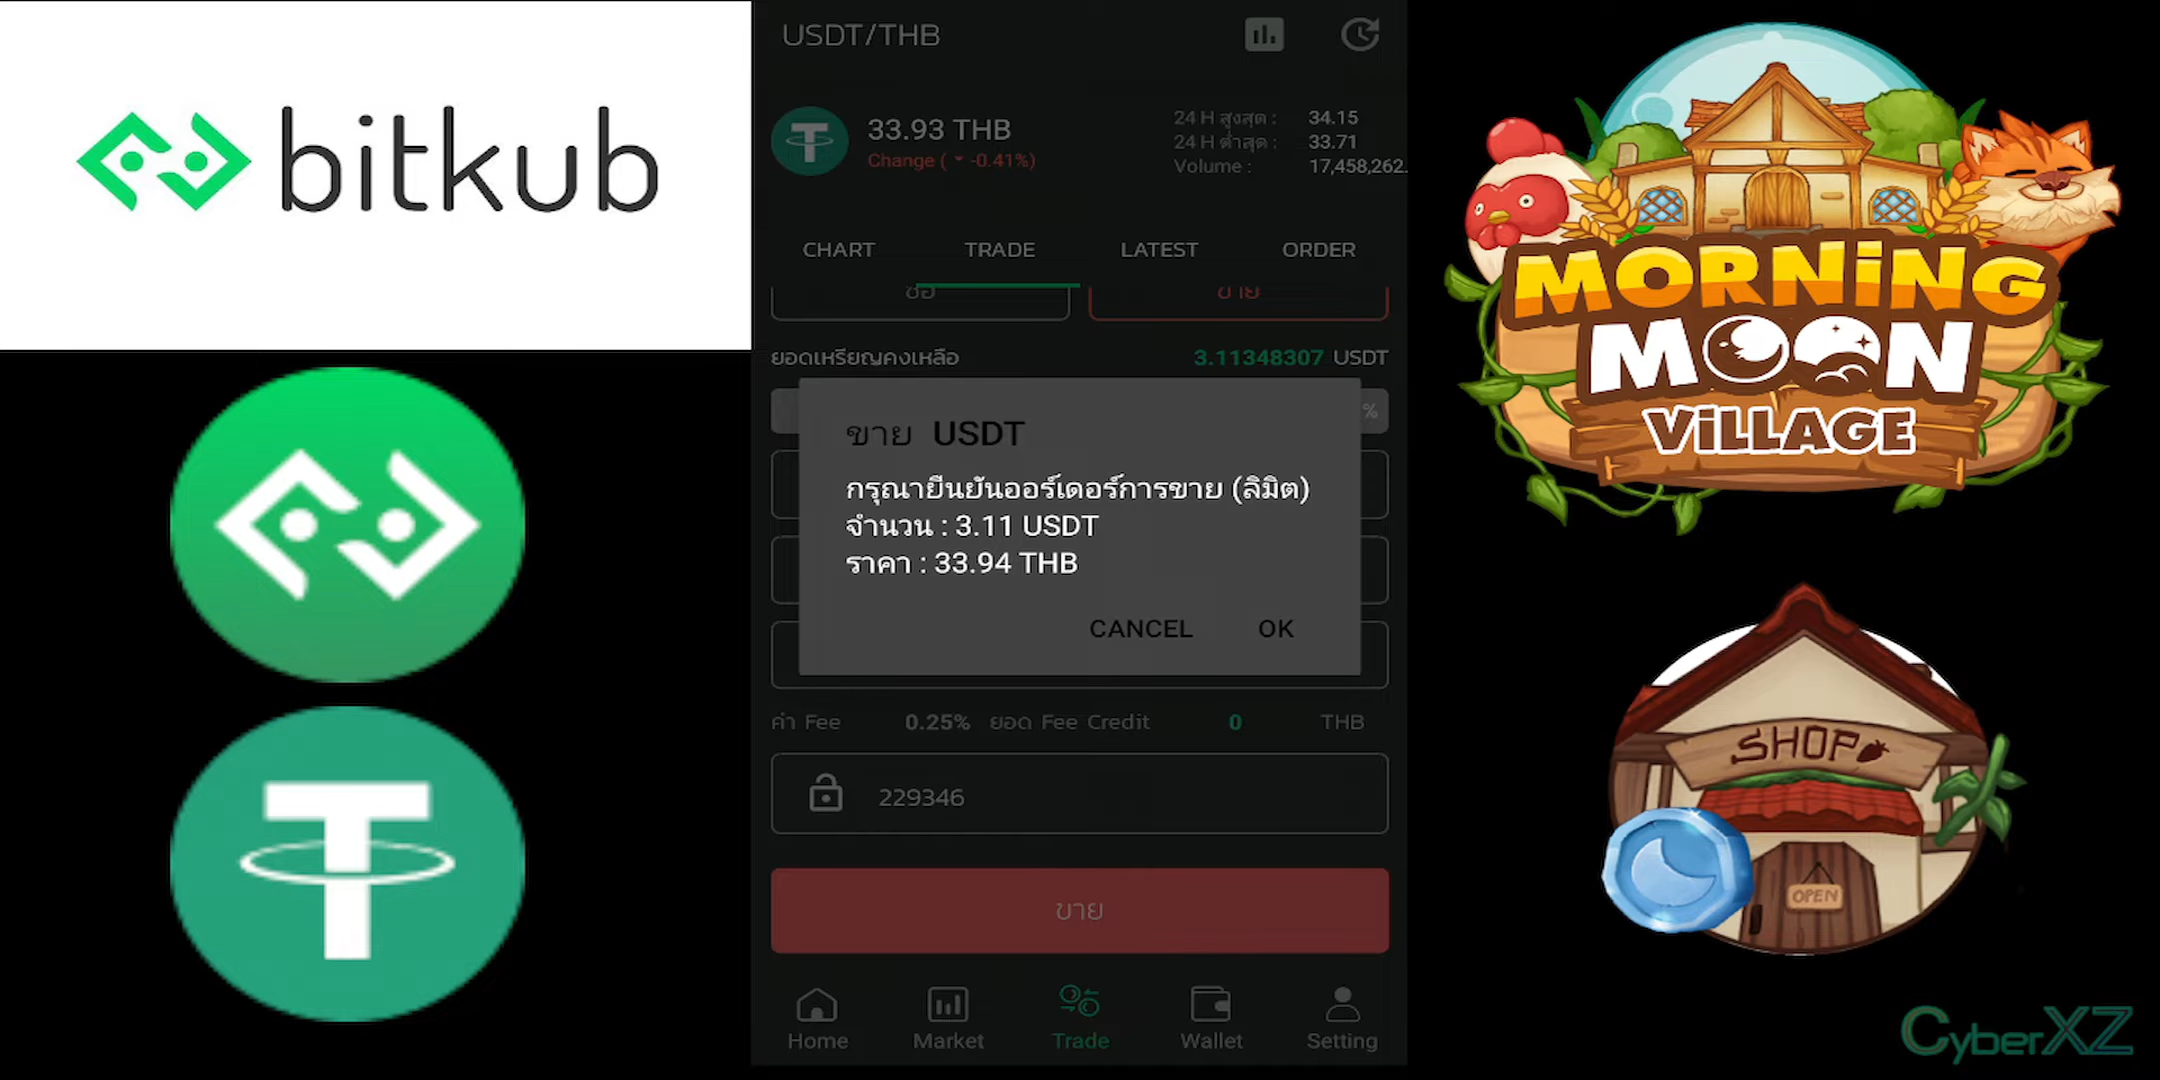 bitkub
USDT/THB
33.93 THB
Change ( -0.41%)
24 H สูงสุด : 34.15
24 H ต่ำสุด : 33.71
Volume : 17,458,262.
CHART TRADE LATEST ORDER
ซื้อ ขาย
ยอดเหรียญคงเหลือ 3.11348307 USDT
%
ขาย USDT
กรุณายืนยันออร์เดอร์การขาย (ลิมิต)
จำนวน : 3.11 USDT
ราคา : 33.94 THB
CANCEL OK
ค่า Fee 0.25% ยอด Fee Credit 0 THB
229346
ขาย
Home Market Trade Wallet Setting
MORNiNG
MOON
ViLLAGE
SHOP
OPEN
CyberXZ